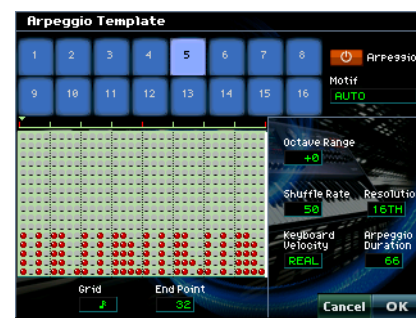 Arpeggio Template
1 2 3 4 5 6 7 8
Arpeggio
9 10 11 12 13 14 15 16
Motif
AUTO
Octave Range
+0
Shuffle Rate
Resolutio
50
16TH
Keyboard Velocity
Arpeggio Duration
REAL
66
Grid
End Point
32
Cancel
OK